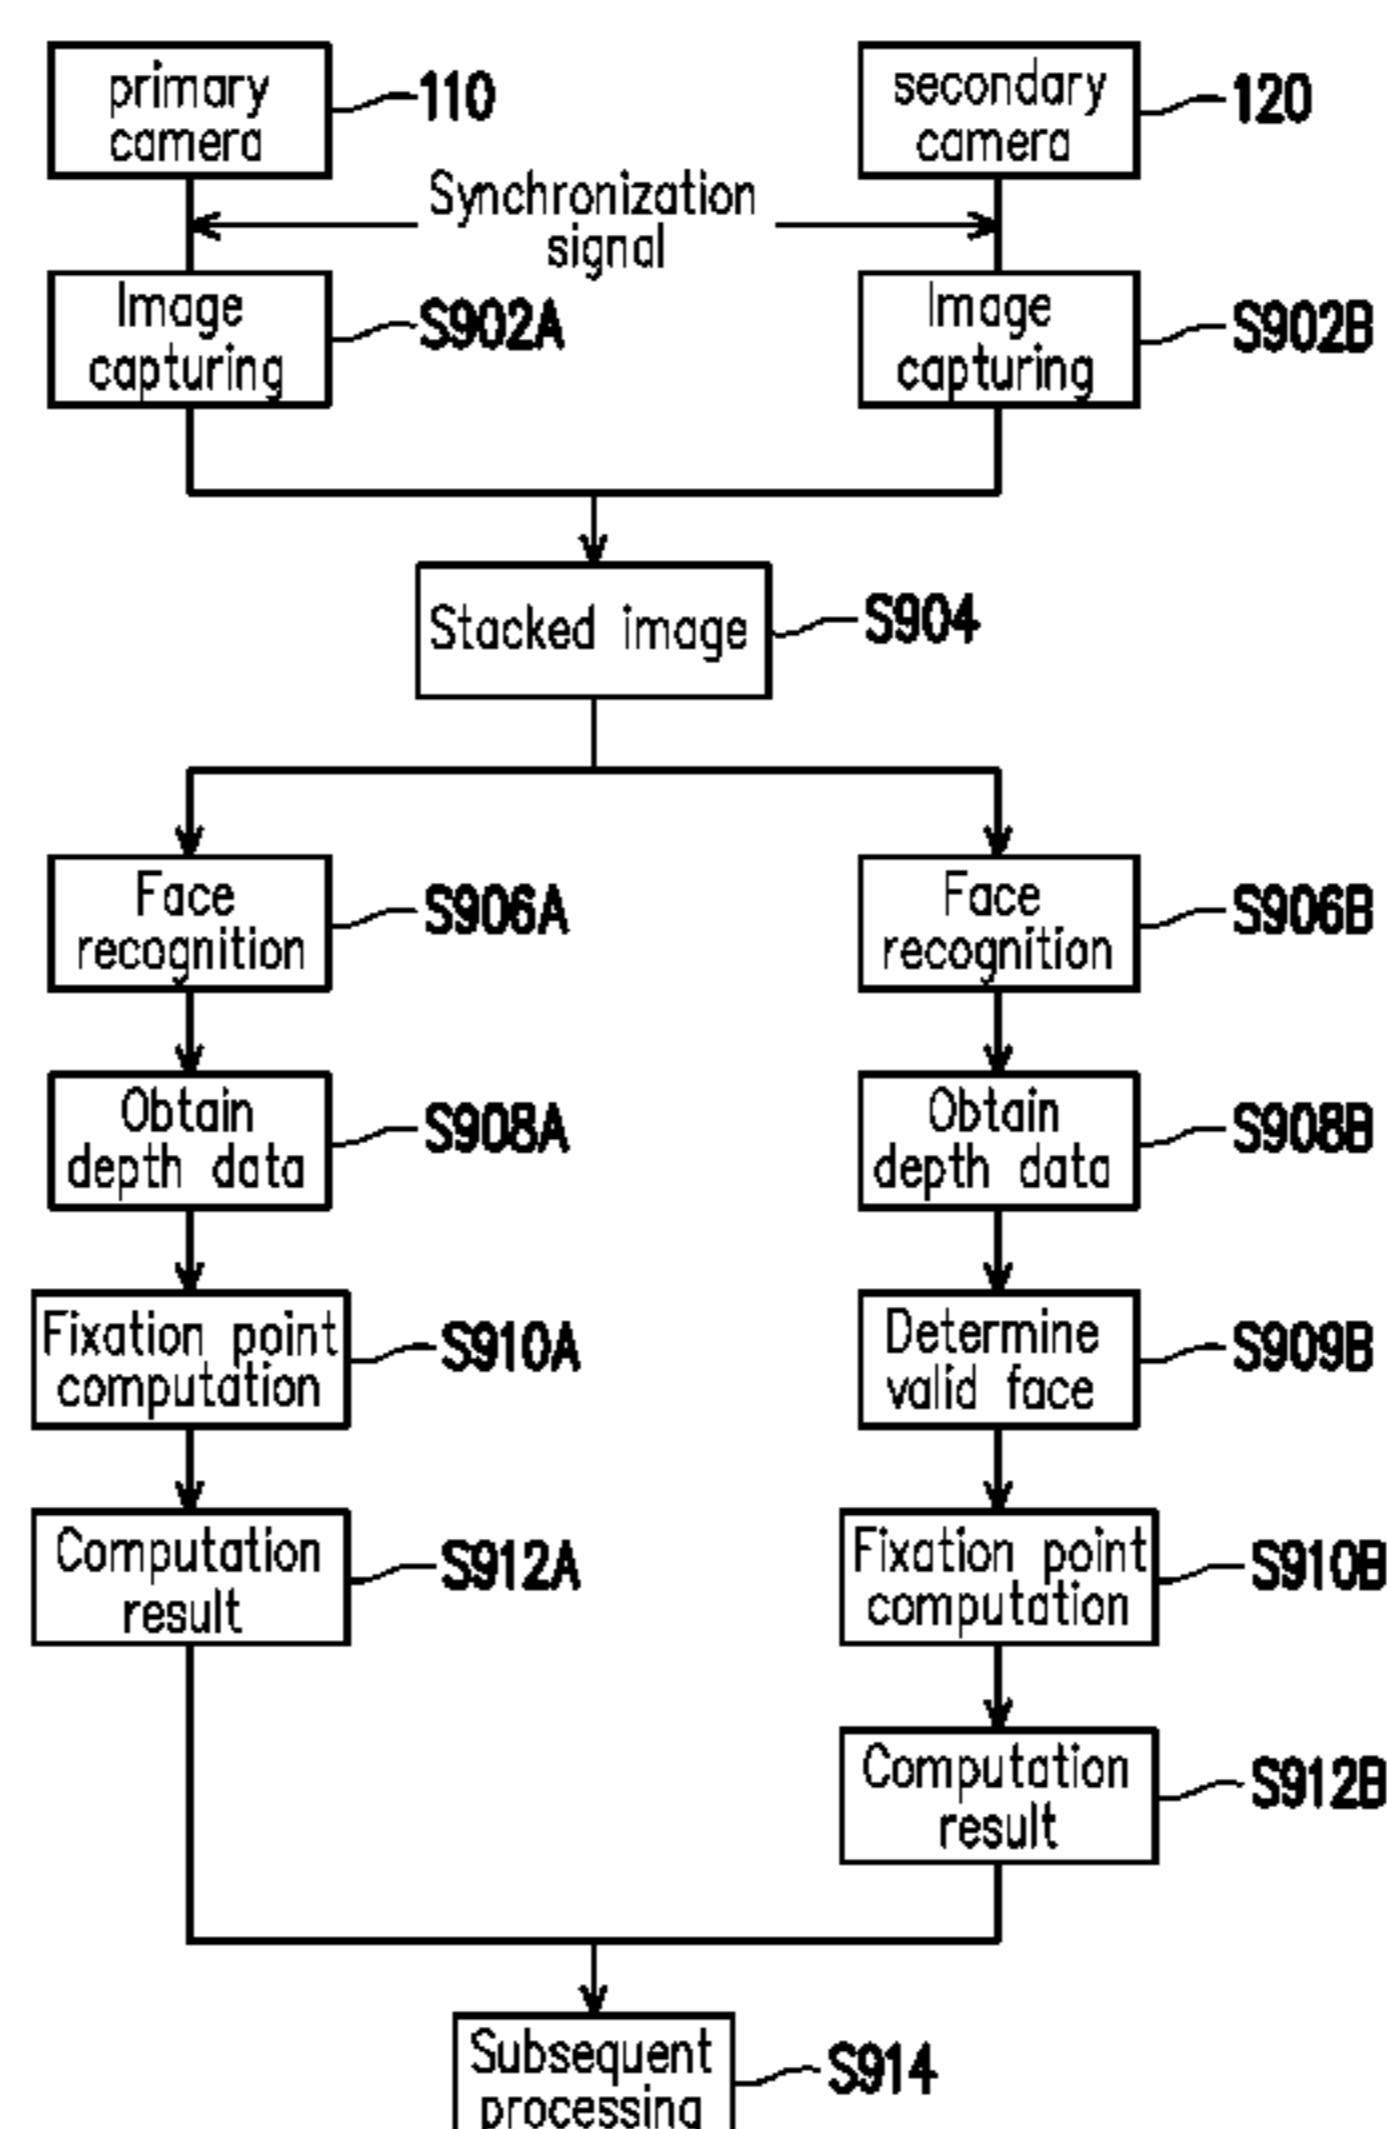 primary
camera
110
secondary
camera
120
Synchronization
signal
Image
capturing
S902A
Image
capturing
S902B
Stacked image
S904
Face
recognition
S906A
Face
recognition
S906B
Obtain
depth data
S908A
Obtain
depth data
S908B
Fixation point
computation
S910A
Determine
valid face
S909B
Computation
result
S912A
Fixation point
computation
S910B
Computation
result
S912B
Subsequent
processing
S914